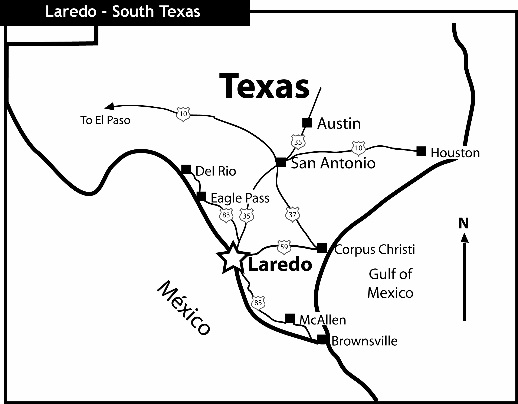 Laredo - South Texas
Texas
To El Paso
10
Austin
35
10
Houston
San Antonio
Del Rio
Eagle Pass
83
35
37
59
Corpus Christi
Laredo
N
Gulf of
Mexico
México
83
McAllen
Brownsville